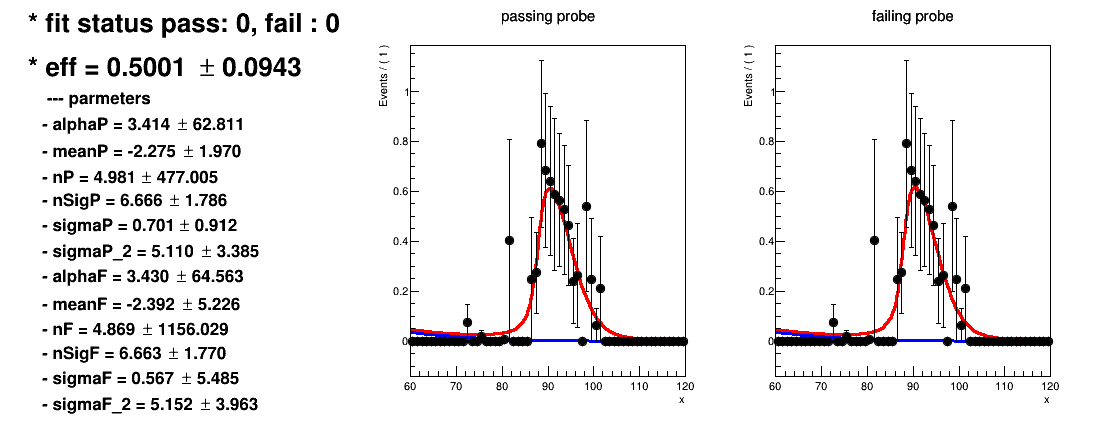 * fit status pass: 0, fail : 0
* eff = 0.5001 ± 0.0943
--- parmeters
- alphaP = 3.414 ± 62.811
- meanP = -2.275 ± 1.970
- nP = 4.981 ± 477.005
- nSigP = 6.666 ± 1.786
- sigmaP = 0.701 ± 0.912
- sigmaP_2 = 5.110 ± 3.385
- alphaF = 3.430 ± 64.563
- meanF = -2.392 ± 5.226
- nF = 4.869 ± 1156.029
- nSigF = 6.663 ± 1.770
- sigmaF = 0.567 ± 5.485
- sigmaF_2 = 5.152 ± 3.963
passing probe
Events / ( 1 )
1
0.8
0.6
0.4
0.2
0
60 70 80 90 100 110 120
x
failing probe
Events / ( 1 )
1
0.8
0.6
0.4
0.2
0
60 70 80 90 100 110 120
x